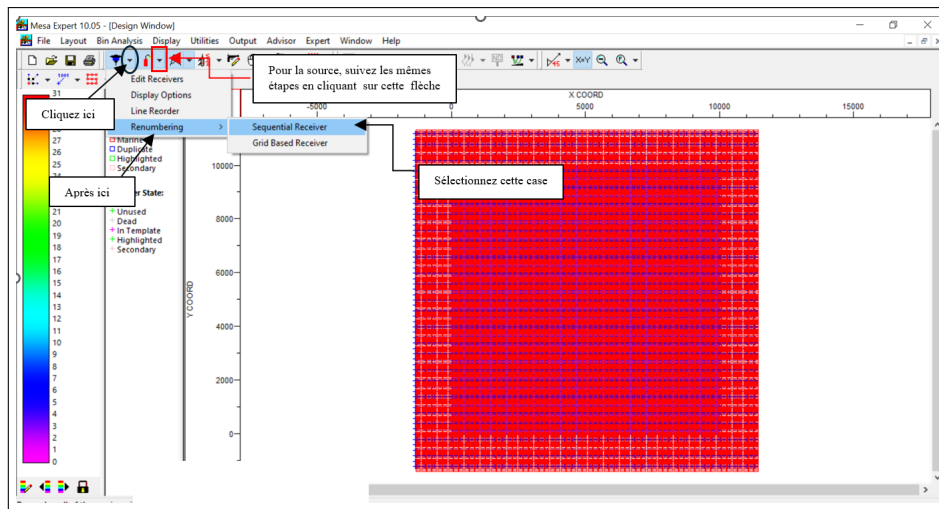 Mesa Expert 10.05 - [Design Window]
File Layout Bin Analysis Display Utilities Output Advisor Expert Window Help
Edit Receivers
Display Options
Line Reorder
Renumbering >
Sequential Receiver
Grid Based Receiver
Pour la source, suivez les mêmes
étapes en cliquant sur cette flèche
Cliquez ici
Après ici
Sélectionnez cette case
X COORD
-5000 0 5000 10000 15000
Y COORD
10000
8000
6000
4000
2000
0
31
27
26
25
21
20
19
18
17
16
15
14
13
12
11
10
9
8
7
6
5
4
3
2
1
0
Marine
Duplicate
Highlighted
Secondary
Unused
Dead
In Template
Highlighted
Secondary